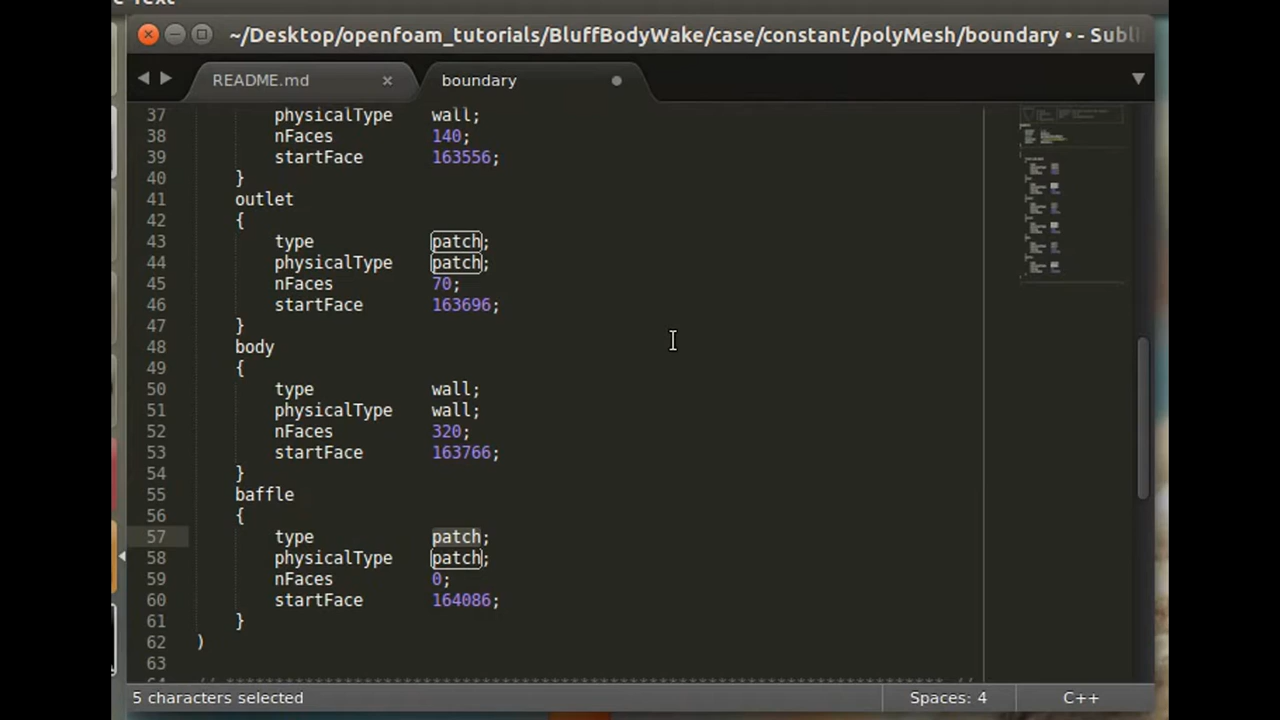 ~/Desktop/openfoam_tutorials/BluffBodyWake/case/constant/polyMesh/boundary • - Subl
README.md
boundary
37 physicalType wall;
38 nFaces 140;
39 startFace 163556;
40 }
41 outlet
42 {
43 type patch;
44 physicalType patch;
45 nFaces 70;
46 startFace 163696;
47 }
48 body
49 {
50 type wall;
51 physicalType wall;
52 nFaces 320;
53 startFace 163766;
54 }
55 baffle
56 {
57 type patch;
58 physicalType patch;
59 nFaces 0;
60 startFace 164086;
61 }
62 )
63
5 characters selected
Spaces: 4
C++